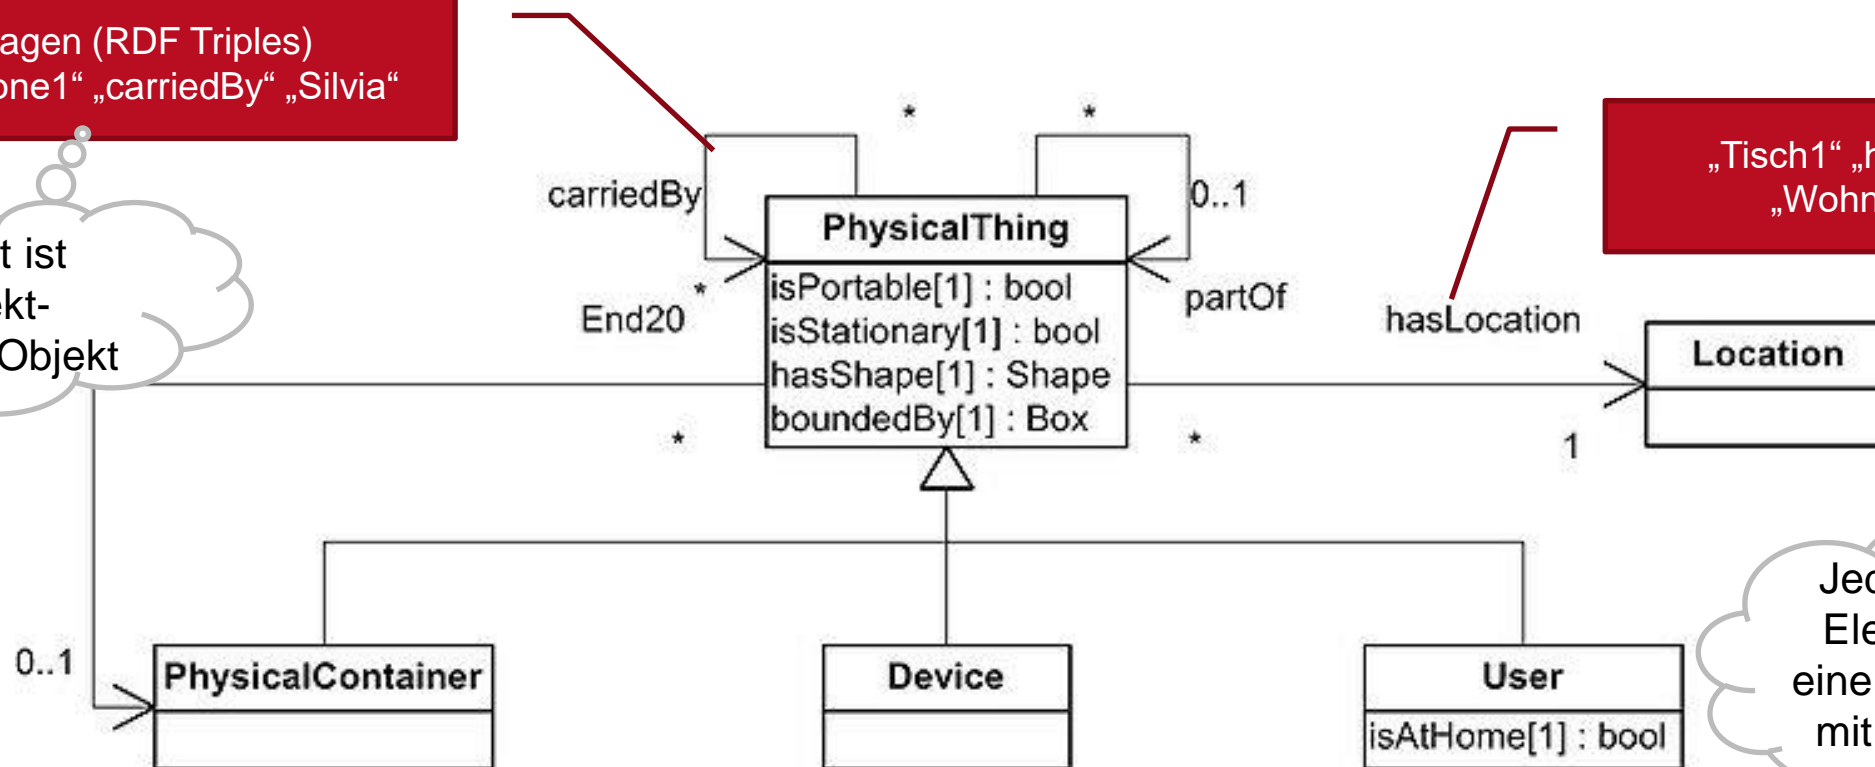 agen (RDF Triples)
one1“ „carriedBy“ „Silvia“
t ist
ekt-
Objekt
*
*
carriedBy
0..1
PhysicalThing
isPortable[1] : bool
isStationary[1] : bool
hasShape[1] : Shape
boundedBy[1] : Box
*
End20
partOf
*
*
„Tisch1“ „h
„Wohn
hasLocation
1
Location
0..1
PhysicalContainer
Device
User
isAtHome[1] : bool
Jed
Ele
eine
mit